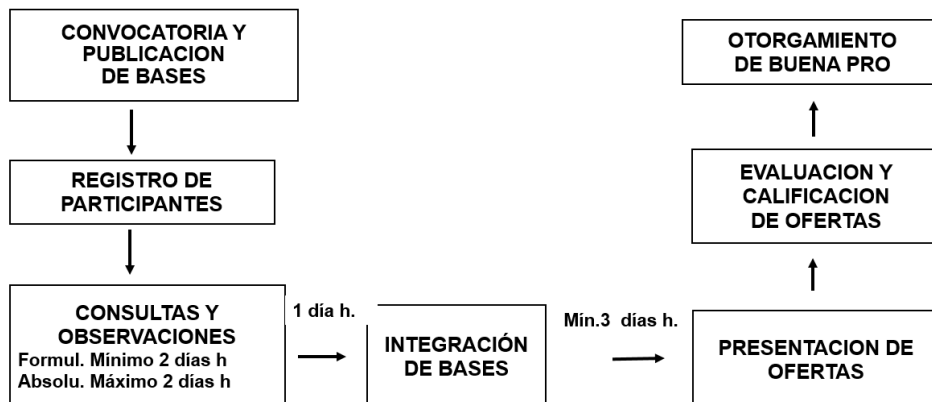 CONVOCATORIA Y
PUBLICACION
DE BASES
REGISTRO DE
PARTICIPANTES
CONSULTAS Y
OBSERVACIONES
Formul. Mínimo 2 días h
Absolu. Máximo 2 días h
1 día h.
INTEGRACIÓN
DE BASES
Mín.3 días h.
PRESENTACION DE
OFERTAS
EVALUACION Y
CALIFICACION
DE OFERTAS
OTORGAMIENTO
DE BUENA PRO